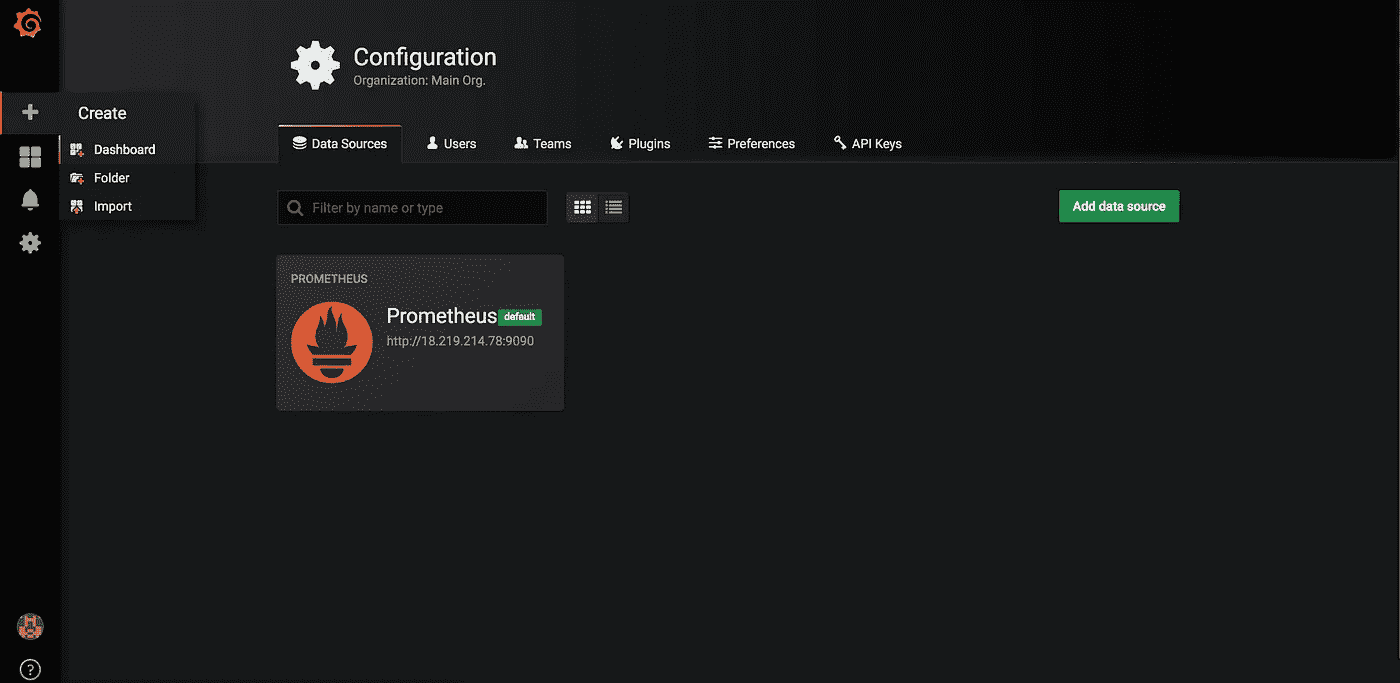 Configuration
Organization: Main Org.
Create
Dashboard
Folder
Import
Data Sources
Users
Teams
Plugins
Preferences
API Keys
Filter by name or type
Add data source
PROMETHEUS
Prometheus default
http://18.219.214.78:9090
?